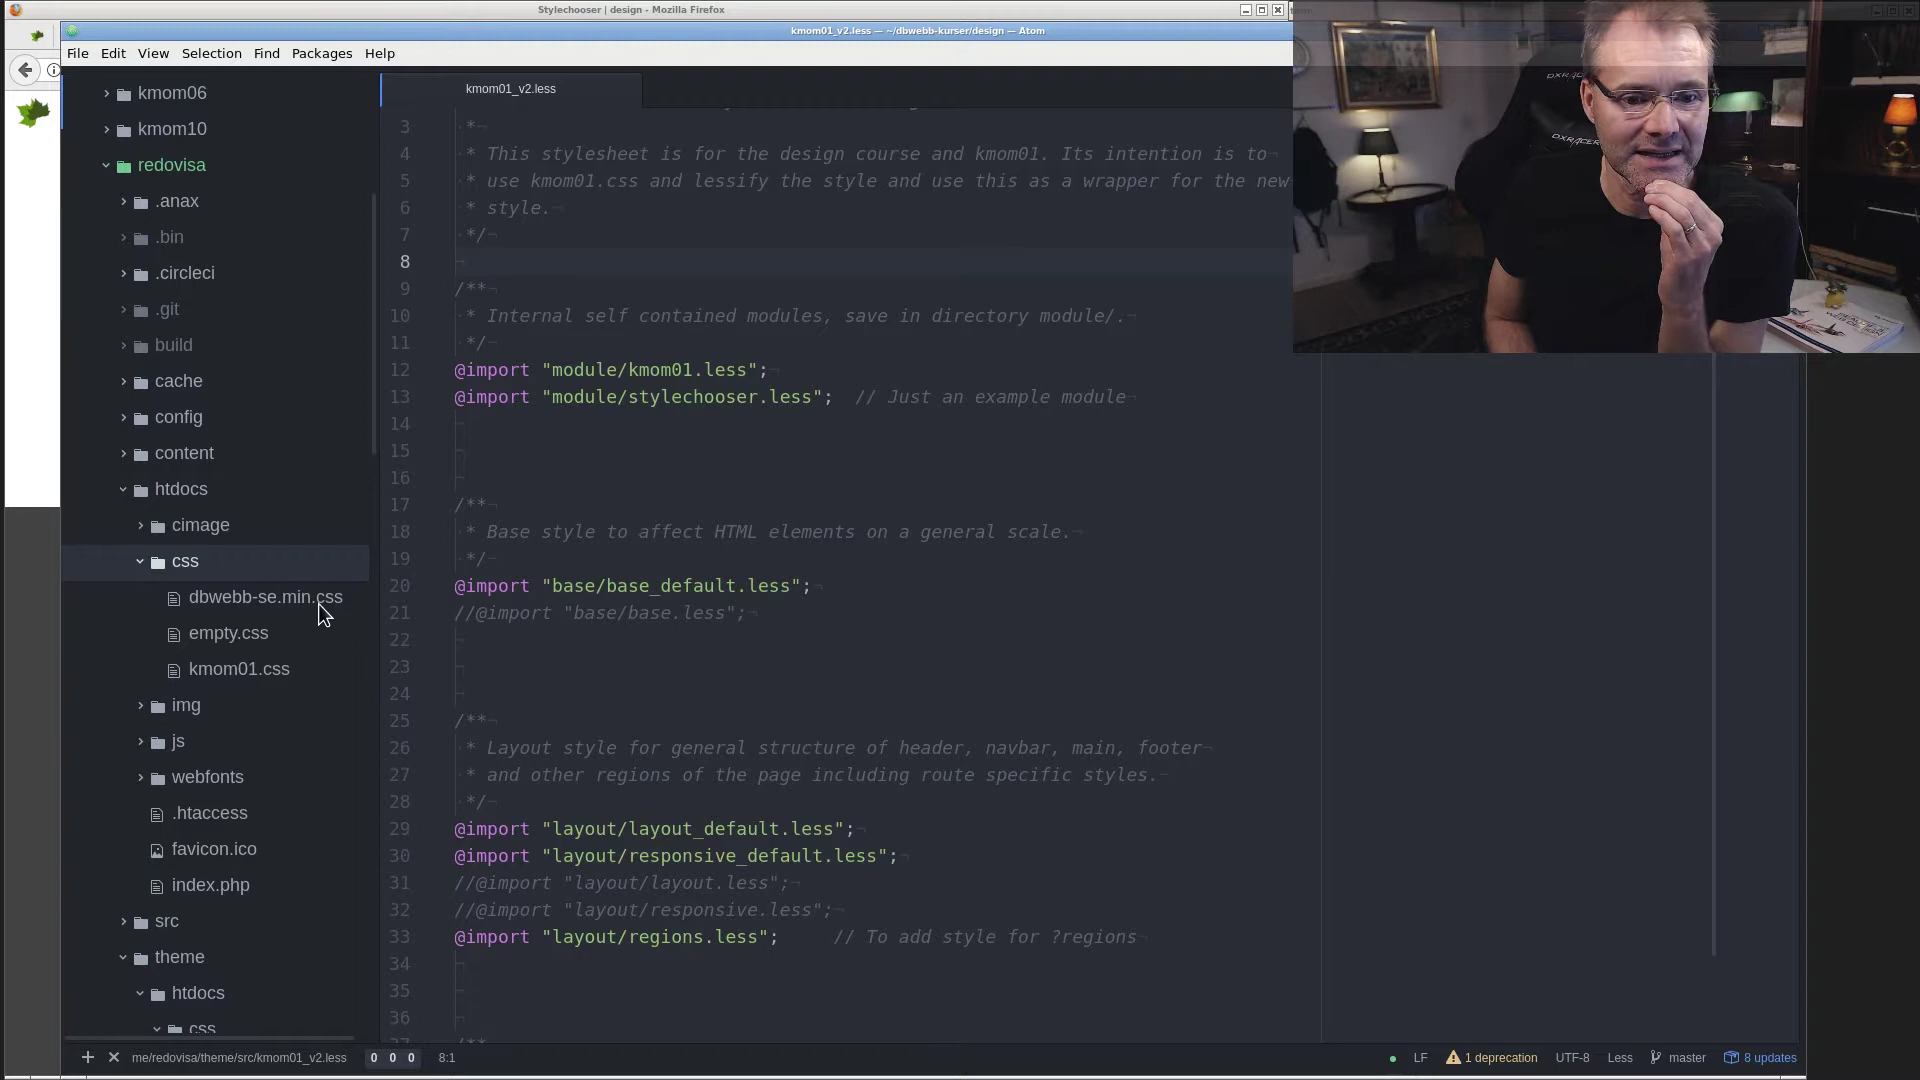 Stylechooser | design - Mozilla Firefox
kmom01_v2.less — ~/dbwebb-kurser/design — Atom
File Edit View Selection Find Packages Help
kmom06
kmom10
redovisa
.anax
.bin
.circleci
.git
build
cache
config
content
htdocs
cimage
css
dbwebb-se.min.css
empty.css
kmom01.css
img
js
webfonts
.htaccess
favicon.ico
index.php
src
theme
htdocs
css
kmom01_v2.less
3 *
4 * This stylesheet is for the design course and kmom01. Its intention is to
5 * use kmom01.css and lessify the style and use this as a wrapper for the new
6 * style.
7 */
8
9 /**
10 * Internal self contained modules, save in directory module/.
11 */
12 @import "module/kmom01.less";
13 @import "module/stylechooser.less"; // Just an example module
14
15
16
17 /**
18 * Base style to affect HTML elements on a general scale.
19 */
20 @import "base/base_default.less";
21 //@import "base/base.less";
22
23
24
25 /**
26 * Layout style for general structure of header, navbar, main, footer
27 * and other regions of the page including route specific styles.
28 */
29 @import "layout/layout_default.less";
30 @import "layout/responsive_default.less";
31 //@import "layout/layout.less";
32 //@import "layout/responsive.less";
33 @import "layout/regions.less"; // To add style for ?regions
34
35
36
me/redovisa/theme/src/kmom01_v2.less 0 0 0 8:1 LF 1 deprecation UTF-8 Less master 8 updates
DXRACER